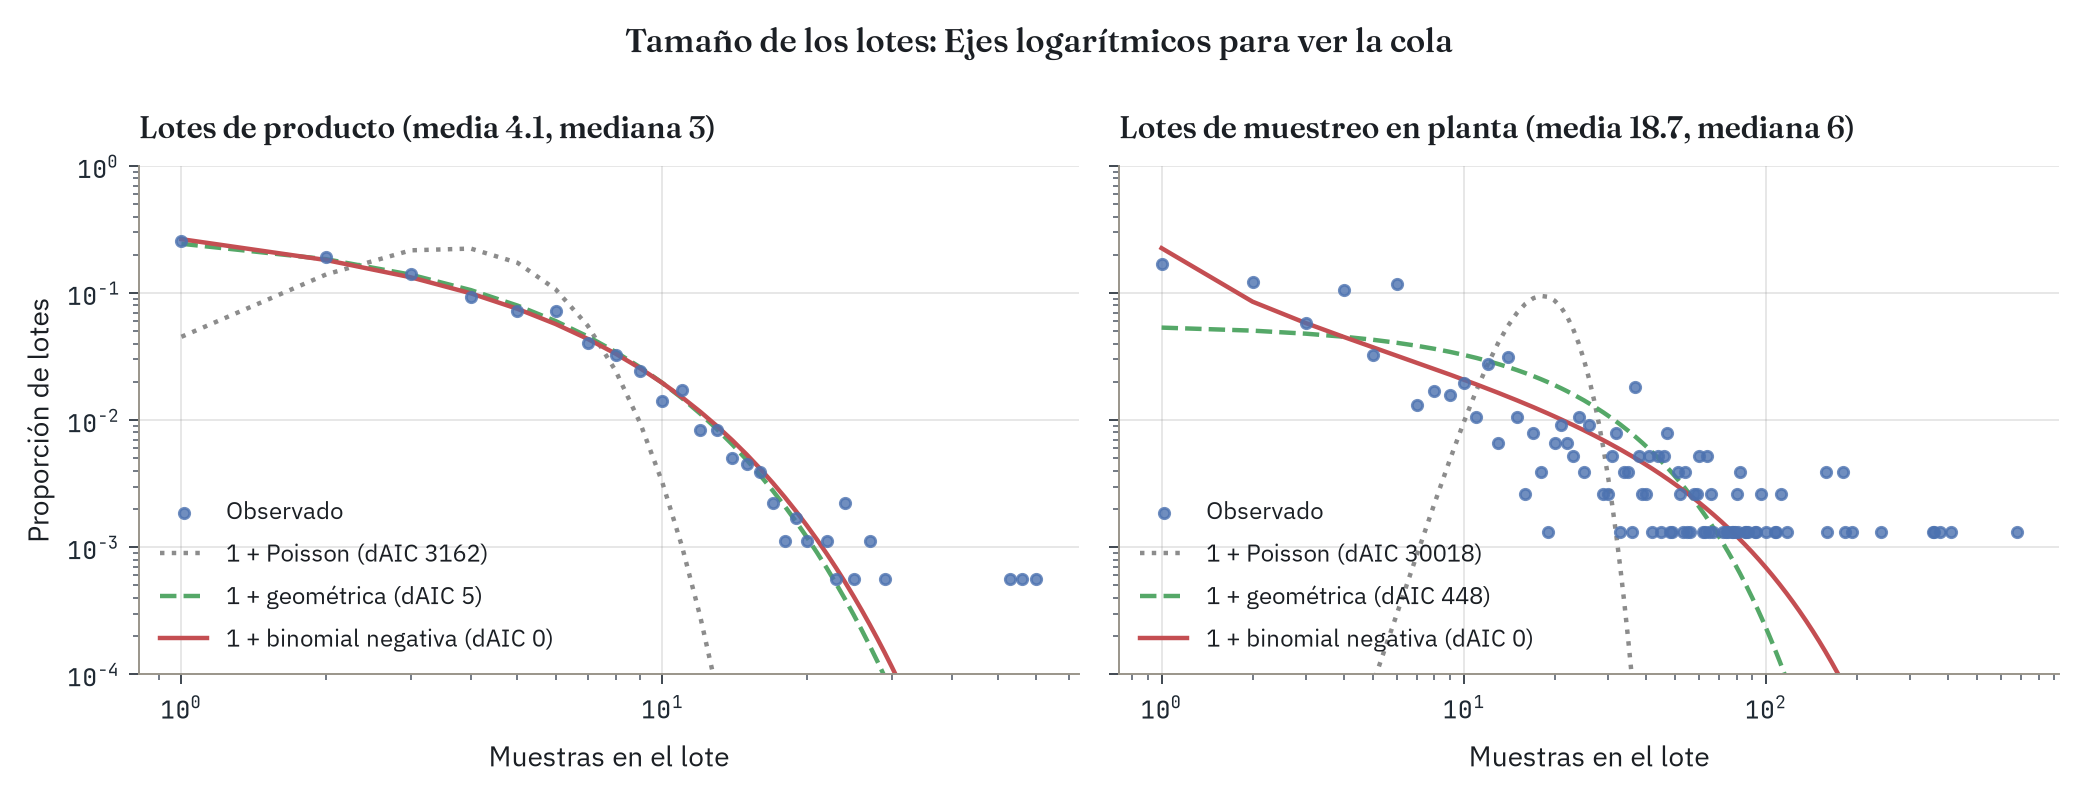 Tamaño de los lotes: Ejes logarítmicos para ver la cola
Lotes de producto (media 4.1, mediana 3)
Proporción de lotes
10^0
10^-1
10^-2
10^-3
10^-4
Observado
1 + Poisson (dAIC 3162)
1 + geométrica (dAIC 5)
1 + binomial negativa (dAIC 0)
10^0 10^1
Muestras en el lote
Lotes de muestreo en planta (media 18.7, mediana 6)
Observado
1 + Poisson (dAIC 30018)
1 + geométrica (dAIC 448)
1 + binomial negativa (dAIC 0)
10^0 10^1 10^2
Muestras en el lote